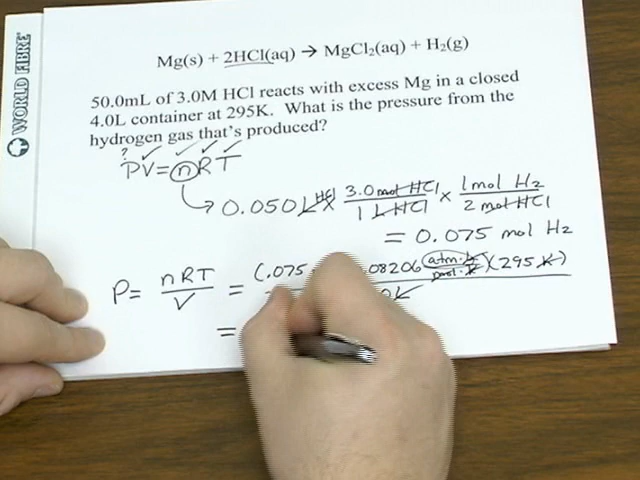 WORLD FIBRE
Mg(s) + 2HCl(aq) → MgCl₂(aq) + H₂(g)
50.0mL of 3.0M HCl reacts with excess Mg in a closed
4.0L container at 295K. What is the pressure from the
hydrogen gas that's produced?
? ✓ ✓ ✓ ✓
PV=nRT
0.050L HCl × 3.0 mol HCl / 1 L HCl × 1 mol H₂ / 2 mol HCl
= 0.075 mol H₂
P= nRT / V = (.075 .08206 atm·L / mol·K)(295 K) / 0L
=